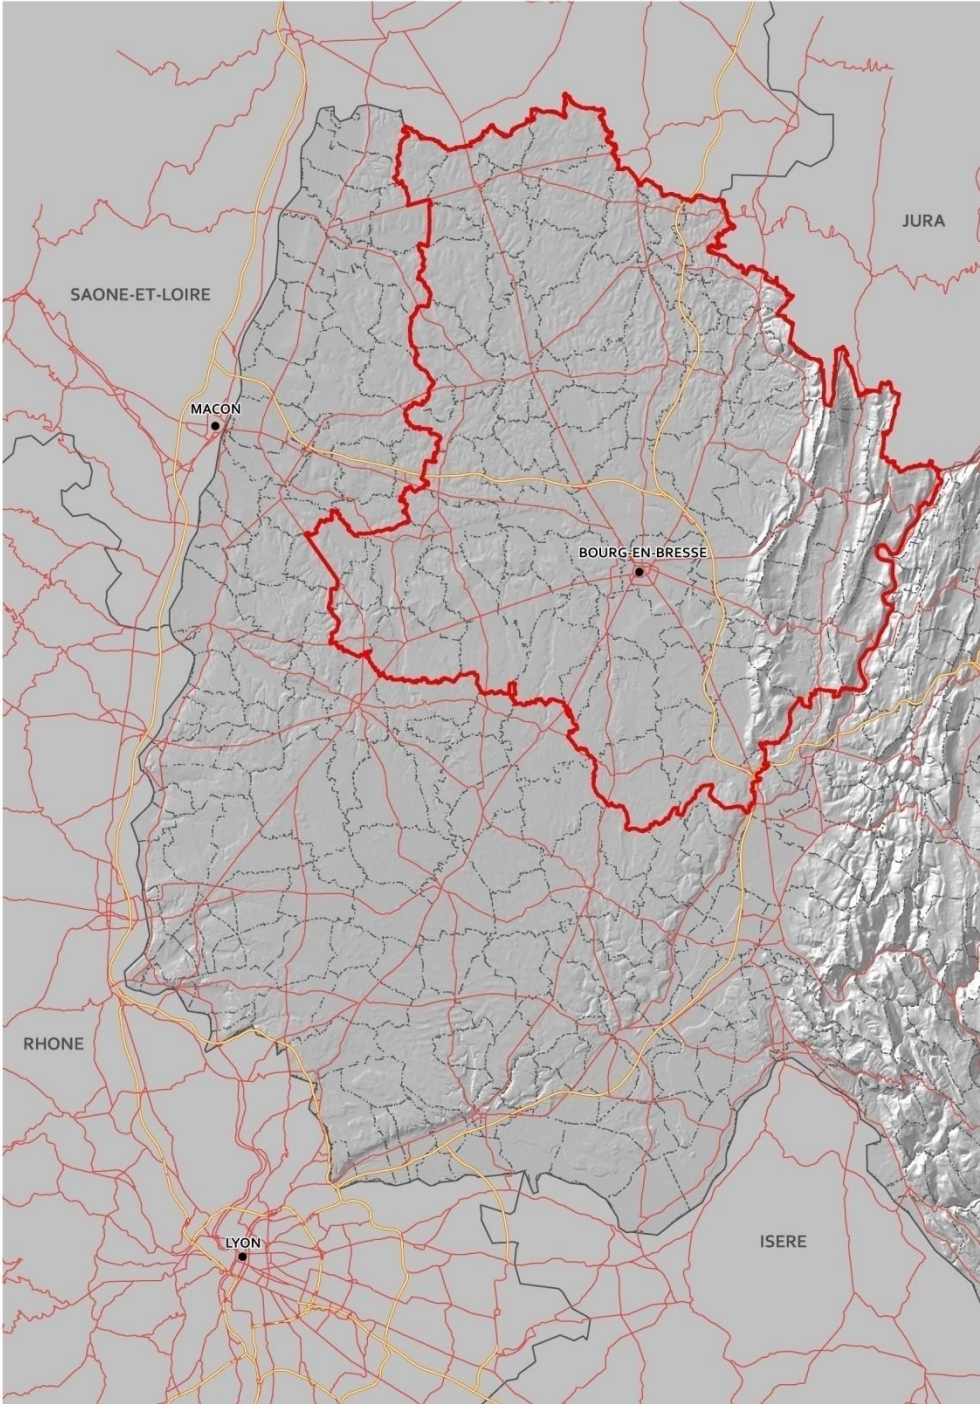 JURA
SAONE-ET-LOIRE
MACON
BOURG-EN-BRESSE
RHONE
LYON
ISERE